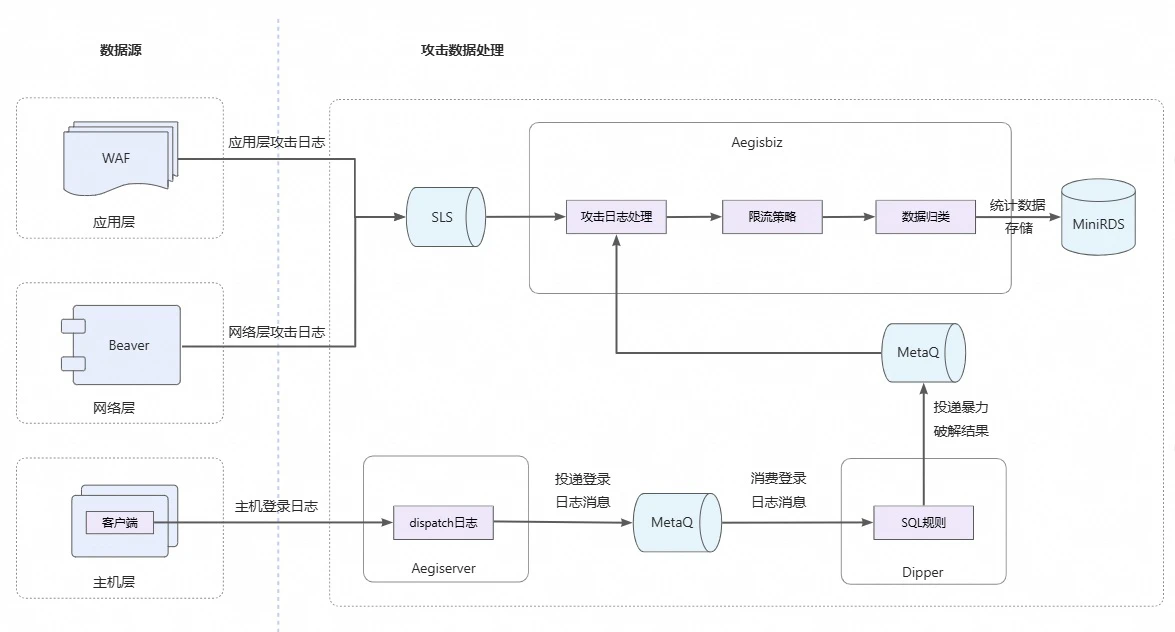 数据源
攻击数据处理
WAF
应用层
应用层攻击日志
Beaver
网络层
网络层攻击日志
客户端
主机层
主机登录日志
SLS
Aegisbiz
攻击日志处理
限流策略
数据归类
统计数据
存储
MiniRDS
MetaQ
投递暴力
破解结果
dispatch日志
Aegiserver
投递登录
日志消息
MetaQ
消费登录
日志消息
SQL规则
Dipper